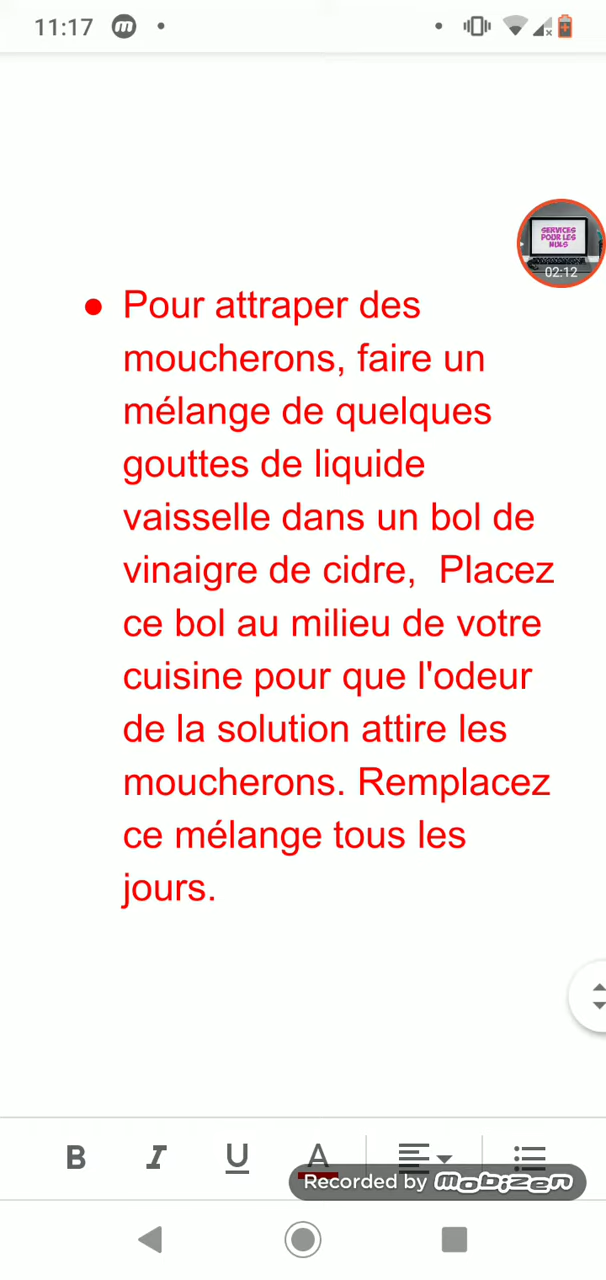 11:17
SERVICES
POUR LES
NULS
02:12
● Pour attraper des
moucherons, faire un
mélange de quelques
gouttes de liquide
vaisselle dans un bol de
vinaigre de cidre,  Placez
ce bol au milieu de votre
cuisine pour que l'odeur
de la solution attire les
moucherons. Remplacez
ce mélange tous les
jours.
B I U A
Recorded by mobizen